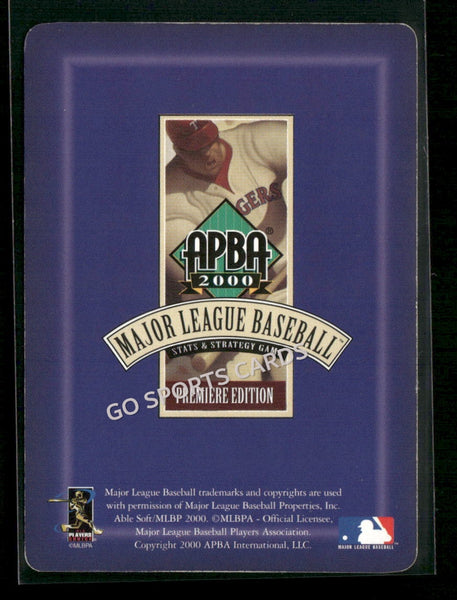 T
GERS
APBA®
2000
MAJOR LEAGUE BASEBALL™
STATS & STRATEGY GAME
GO SPORTS CARDS
PREMIERE EDITION
Major League Baseball trademarks and copyrights are used
with permission of Major League Baseball Properties, Inc.
Able Soft/MLBP 2000. ©MLBPA - Official Licensee,
Major League Baseball Players Association.
Copyright 2000 APBA International, LLC.
PLAYERS
CHOICE
©MLBPA
MAJOR LEAGUE BASEBALL™